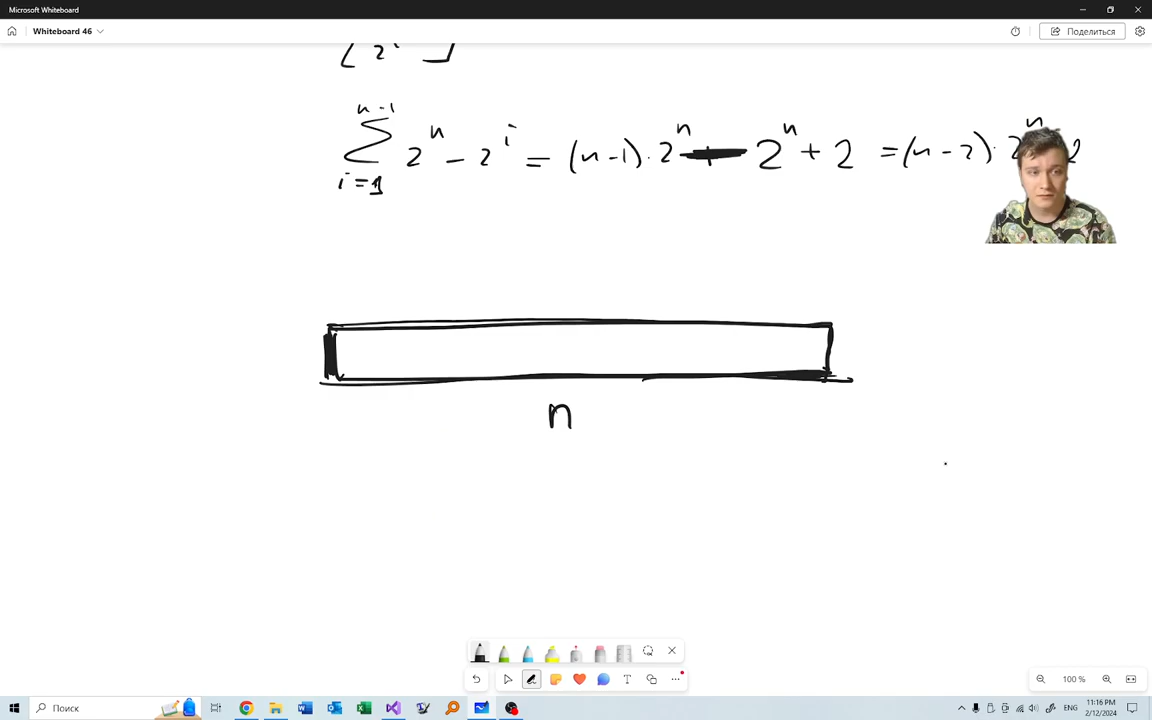 Microsoft Whiteboard
Whiteboard 46
Поделиться
[2^i]
n-1
∑ 2^n - 2^i = (n-1)·2^n - 2^n + 2 = (n-2)·2^n 2
i=1
n
100 %
Поиск
ENG
11:16 PM
2/12/2024